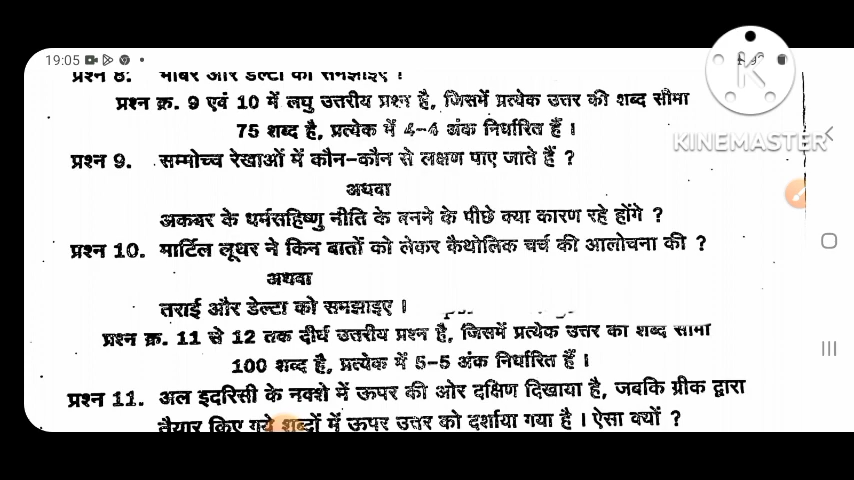 19:05
प्रश्न 8. भाबर और डेल्टा को समझाइए ।
प्रश्न क्र. 9 एवं 10 में लघु उत्तरीय प्रश्न है, जिसमें प्रत्येक उत्तर की शब्द सीमा
75 शब्द है, प्रत्येक में 4-4 अंक निर्धारित हैं ।
KINEMASTER
प्रश्न 9. सम्मोच्च रेखाओं में कौन-कौन से लक्षण पाए जाते हैं ?
अथवा
अकबर के धर्मसहिष्णु नीति के बनने के पीछे क्या कारण रहे होंगे ?
प्रश्न 10. मार्टिल लूथर ने किन बातों को लेकर कैथोलिक चर्च की आलोचना की ?
अथवा
तराई और डेल्टा को समझाइए ।
प्रश्न क्र. 11 से 12 तक दीर्घ उत्तरीय प्रश्न है, जिसमें प्रत्येक उत्तर का शब्द सीमा
100 शब्द है, प्रत्येक में 5-5 अंक निर्धारित हैं ।
प्रश्न 11. अल इदरिसी के नक्शे में ऊपर की ओर दक्षिण दिखाया है, जबकि ग्रीक द्वारा
तैयार किए गये शब्दों में ऊपर उत्तर को दर्शाया गया है । ऐसा क्यों ?